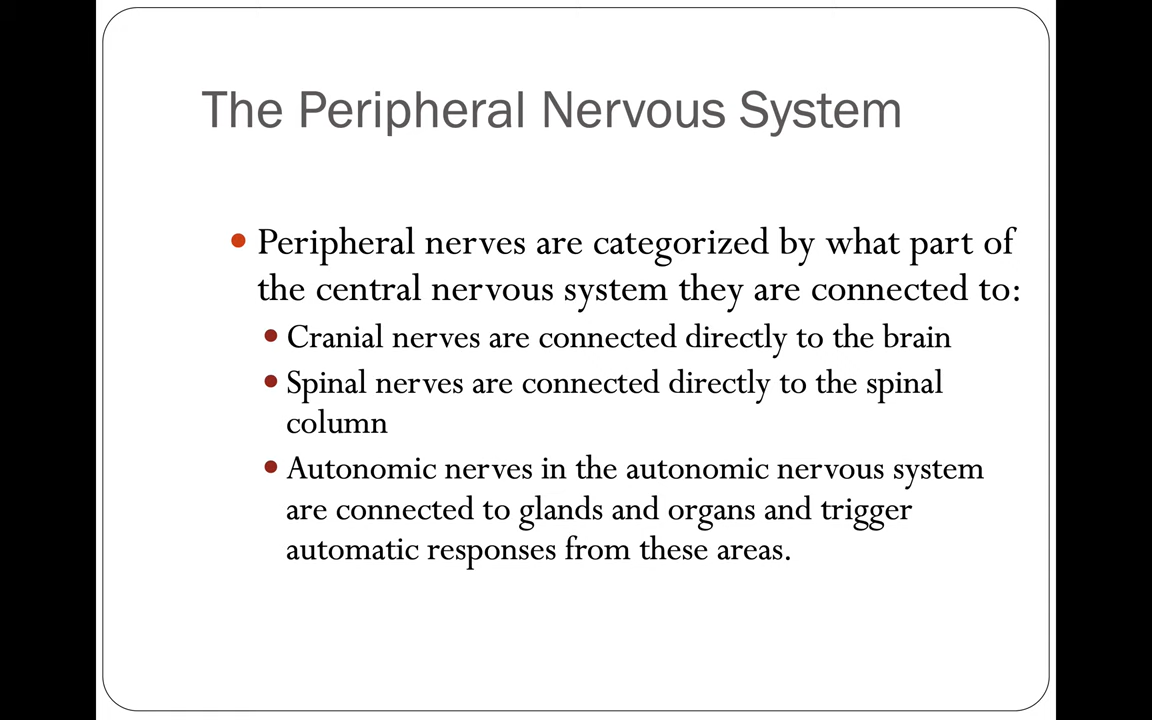 The Peripheral Nervous System
Peripheral nerves are categorized by what part of
the central nervous system they are connected to:
Cranial nerves are connected directly to the brain
Spinal nerves are connected directly to the spinal
column
Autonomic nerves in the autonomic nervous system
are connected to glands and organs and trigger
automatic responses from these areas.